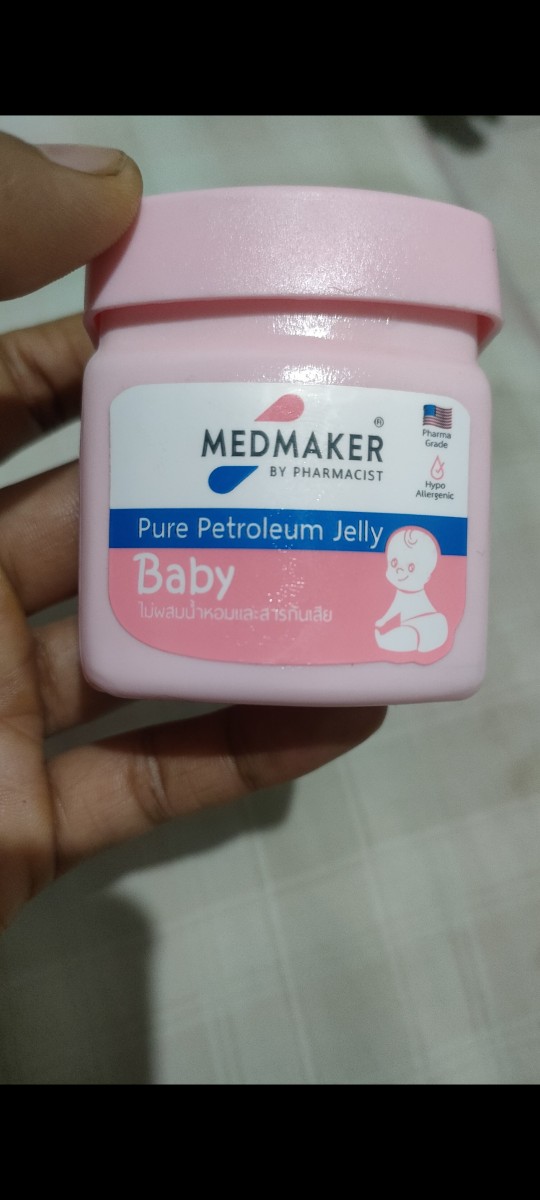 MEDMAKER®
BY PHARMACIST
Pharma
Grade
Hypo
Allergenic
Pure Petroleum Jelly
Baby
ไม่ผสมน้ำหอมและสารกันเสีย